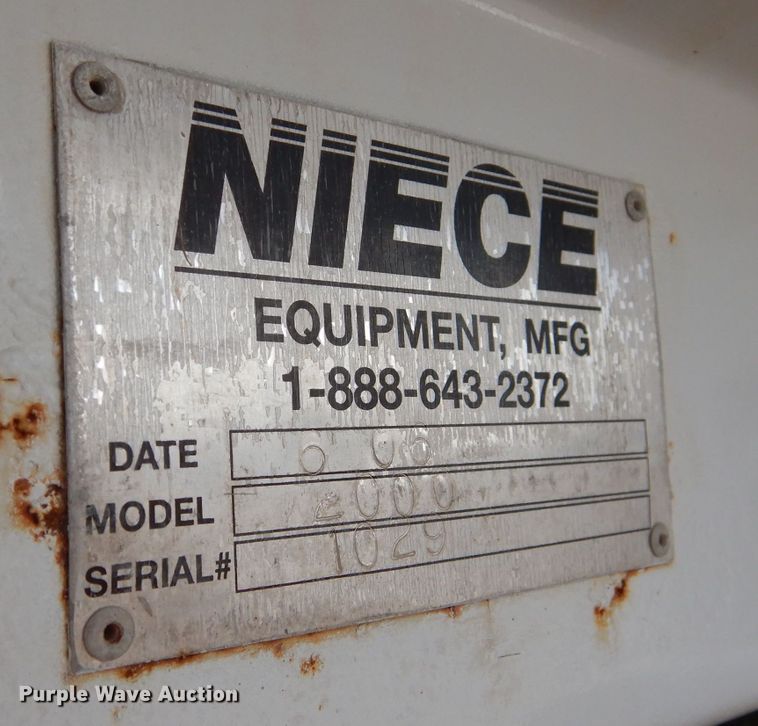 NIECE
EQUIPMENT, MFG
1-888-643-2372
DATE 6 06
MODEL 2000
SERIAL# 1029
Purple Wave Auction